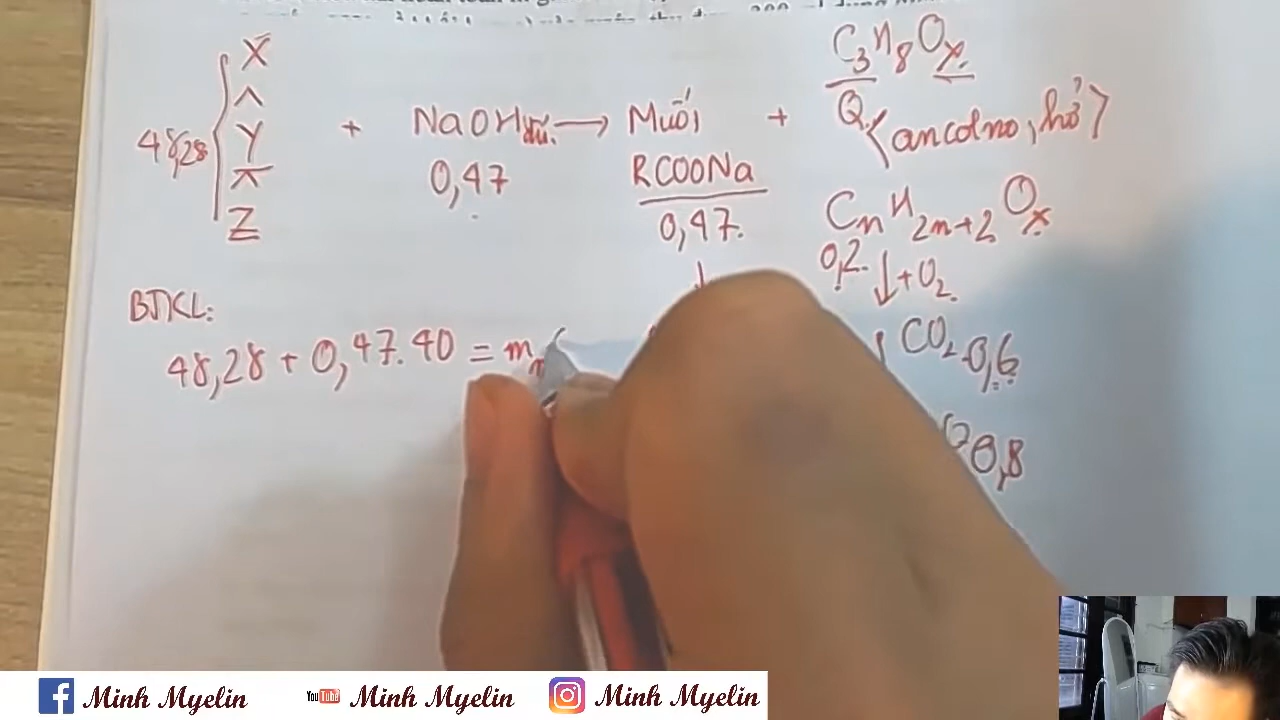 X
Y
Z
48,28
+ NaOH dư → Muối + C3H8Ox
0,47
RCOONa
0,47.
Q (ancol no, hở)
CnH2n+2Ox
0,2. ↓ +O2.
CO2 0,6
0,8
BTKL:
48,28 + 0,47.40 = m
Minh Myelin
YouTube Minh Myelin
Minh Myelin